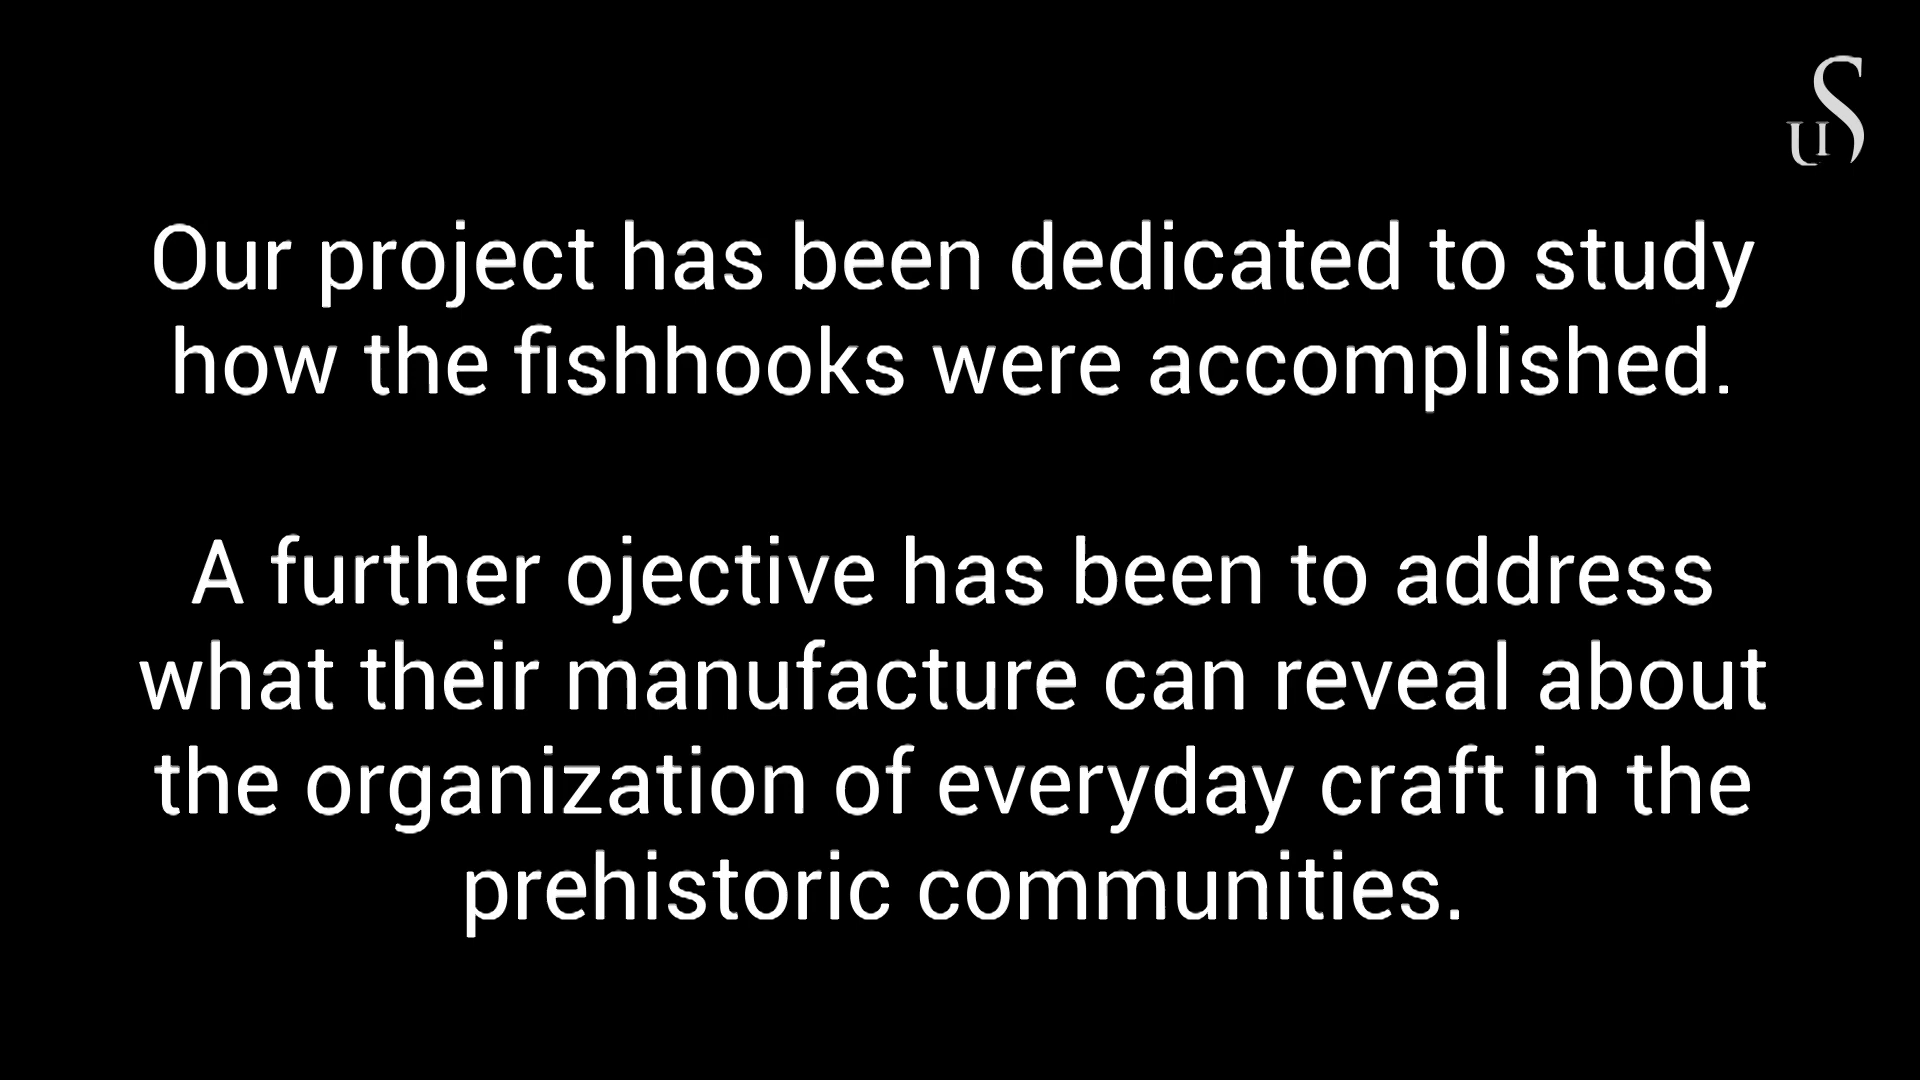 US
Our project has been dedicated to study
how the fishhooks were accomplished.
A further ojective has been to address
what their manufacture can reveal about
the organization of everyday craft in the
prehistoric communities.